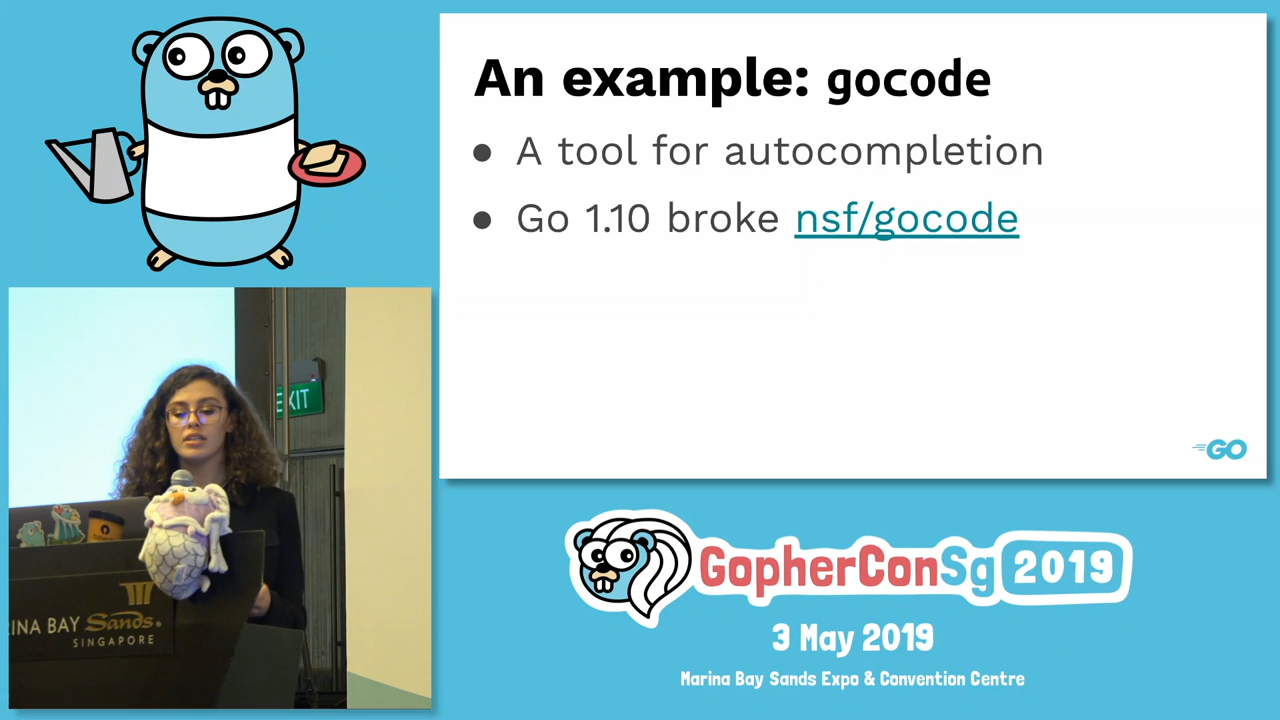 An example: gocode
● A tool for autocompletion
● Go 1.10 broke nsf/gocode
GO
EXIT
RINA BAY Sands®
SINGAPORE
GopherConSg 2019
3 May 2019
Marina Bay Sands Expo & Convention Centre